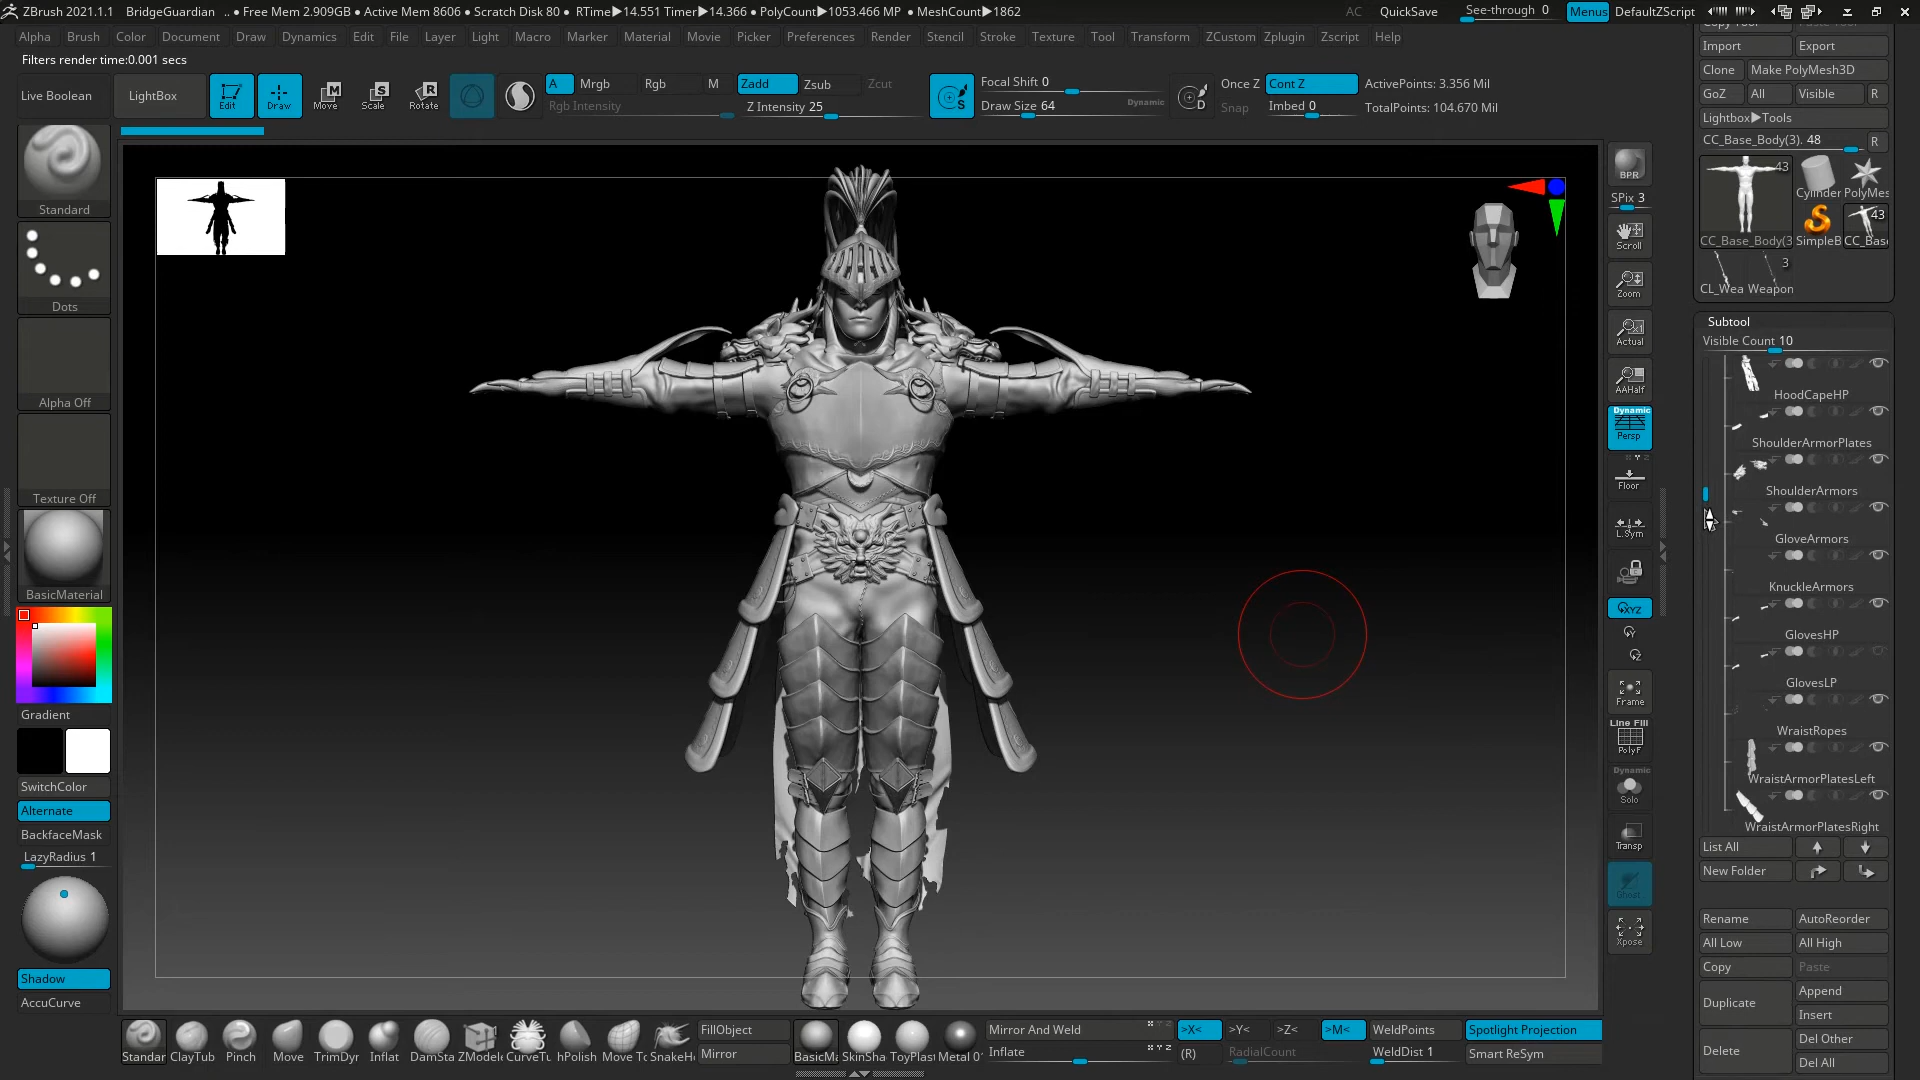 ZBrush 2021.1.1 BridgeGuardian .. • Free Mem 2.909GB • Active Mem 8606 • Scratch Disk 80 • RTime▶14.551 Timer▶14.366 • PolyCount▶1053.466 MP • MeshCount▶1862 AC QuickSave See-through 0 Menus DefaultZScript
Alpha Brush Color Document Draw Dynamics Edit File Layer Light Macro Marker Material Movie Picker Preferences Render Stencil Stroke Texture Tool Transform ZCustom Zplugin Zscript Help
Filters render time:0.001 secs
Live Boolean
LightBox
Edit
Draw
Move
Scale
Rotate
A Mrgb Rgb M Zadd Zsub Zcut
Rgb Intensity Z Intensity 25
S
Focal Shift 0
Draw Size 64 Dynamic
D
Once Z Cont Z
Snap Imbed 0
ActivePoints: 3.356 Mil
TotalPoints: 104.670 Mil
Standard
Dots
Alpha Off
Texture Off
BasicMaterial
Gradient
SwitchColor
Alternate
BackfaceMask
LazyRadius 1
Shadow
AccuCurve
BPR
SPix 3
Scroll
Zoom
Actual
AAHalf
Dynamic
Persp
Floor
L.Sym
XYZ
Y
Z
Frame
Line Fill
PolyF
Dynamic
Solo
Transp
Ghost
Xpose
Import Export
Clone Make PolyMesh3D
GoZ All Visible R
Lightbox▶Tools
CC_Base_Body(3). 48 R
43
Cylinder PolyMes
43
CC_Base_Body(3 SimpleB CC_Base
3
CL_Wea Weapon
Subtool
Visible Count 10
HoodCapeHP
ShoulderArmorPlates
ShoulderArmors
GloveArmors
KnuckleArmors
GlovesHP
GlovesLP
WraistRopes
WraistArmorPlatesLeft
WraistArmorPlatesRight
List All
New Folder
Rename AutoReorder
All Low All High
Copy Paste
Duplicate Append
Insert
Delete Del Other
Del All
Standar ClayTub Pinch Move TrimDyr Inflat DamSta ZModele CurveTu hPolish Move To SnakeHo
FillObject
Mirror
BasicMa SkinSha ToyPlast Metal 0
Mirror And Weld
Inflate
>X< >Y< >Z< >M< WeldPoints Spotlight Projection
(R) RadialCount WeldDist 1 Smart ReSym